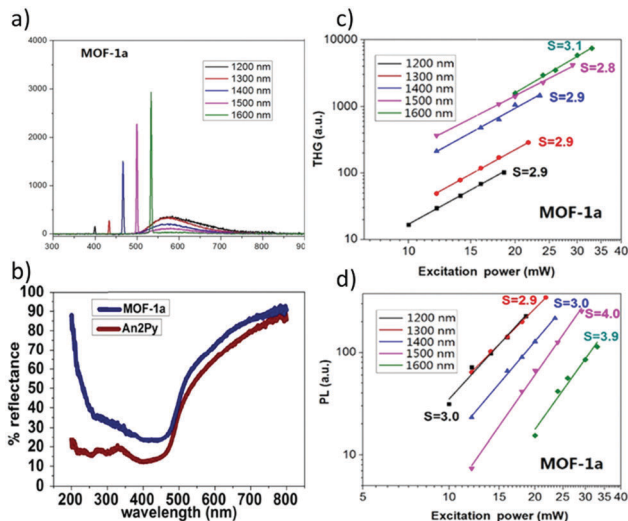 a)
MOF-1a
1200 nm
1300 nm
1400 nm
1500 nm
1600 nm
4000
3000
2000
1000
0
300 400 500 600 700 800
b)
% reflectance
100
90
80
70
60
50
40
30
20
10
0
MOF-1a
An2Py
200 300 400 500 600 700 800
wavelength (nm)
c)
THG (a.u.)
10000
1000
100
10
1200 nm
1300 nm
1400 nm
1500 nm
1600 nm
S=3.1
S=2.8
S=2.9
S=2.9
S=2.9
MOF-1a
10 20 30 40
Excitation power (mW)
d)
PL (a.u.)
100
10
1200 nm
1300 nm
1400 nm
1500 nm
1600 nm
S=2.9
S=3.0
S=4.0
S=3.9
S=3.0
MOF-1a
5 10 15 20 25 30 35 40
Excitation power (mW)